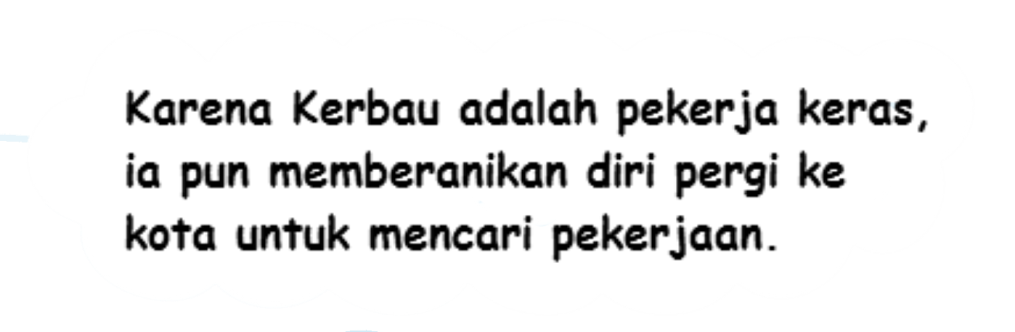 Karena Kerbau adalah pekerja keras,
ia pun memberanikan diri pergi ke
kota untuk mencari pekerjaan.